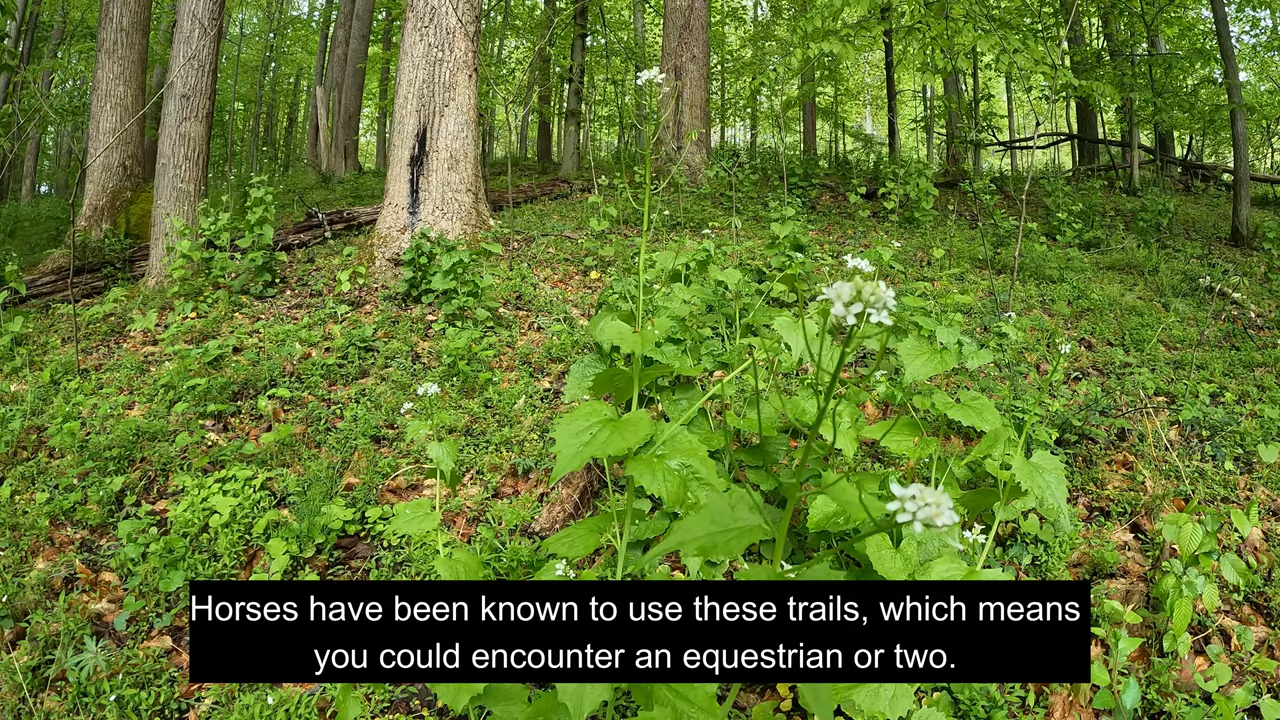 Horses have been known to use these trails, which means
you could encounter an equestrian or two.